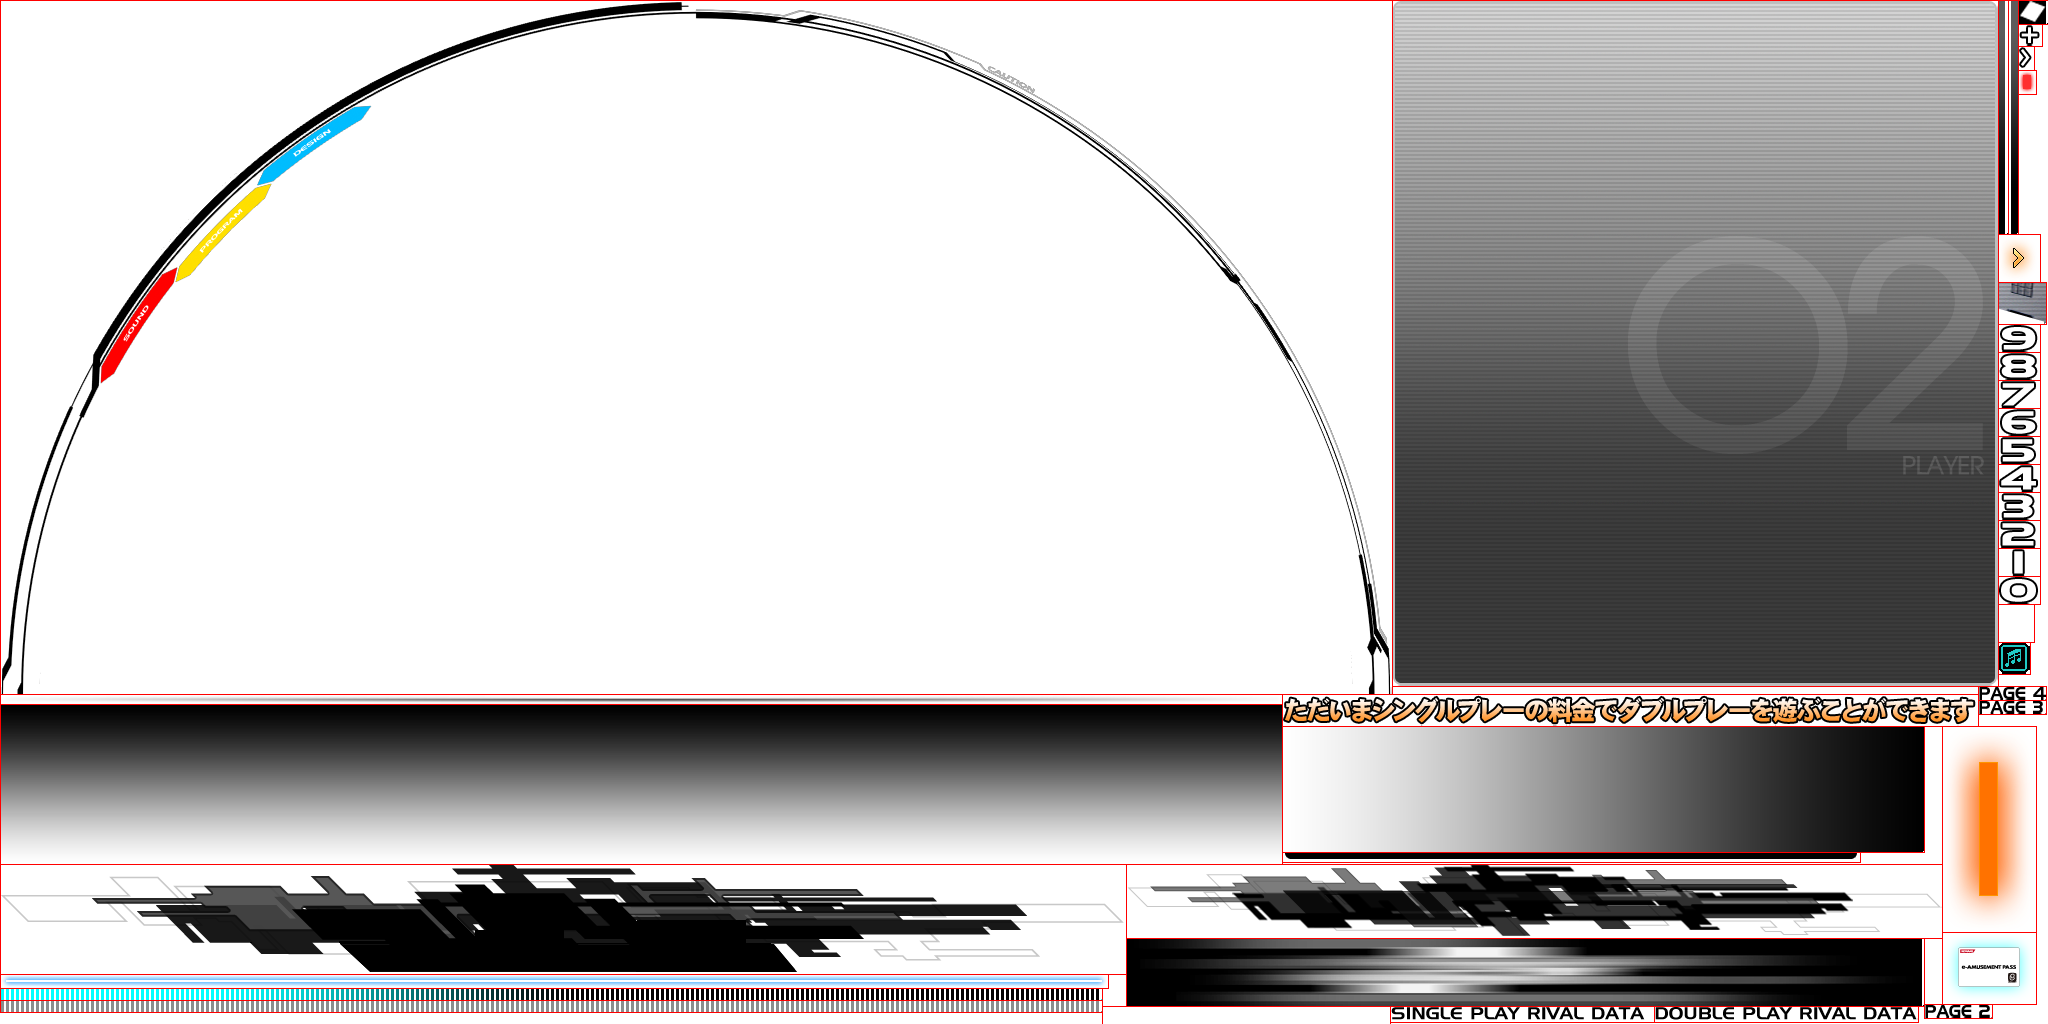 CAUTION
DESIGN
PROGRAM
SOUND
02
PLAYER
9
8
7
6
5
4
3
2
1
0
PAGE 4
PAGE 3
ただいまシングルプレーの料金でダブルプレーを遊ぶことができます
e-AMUSEMENT PASS
SINGLE PLAY RIVAL DATA
DOUBLE PLAY RIVAL DATA
PAGE 2